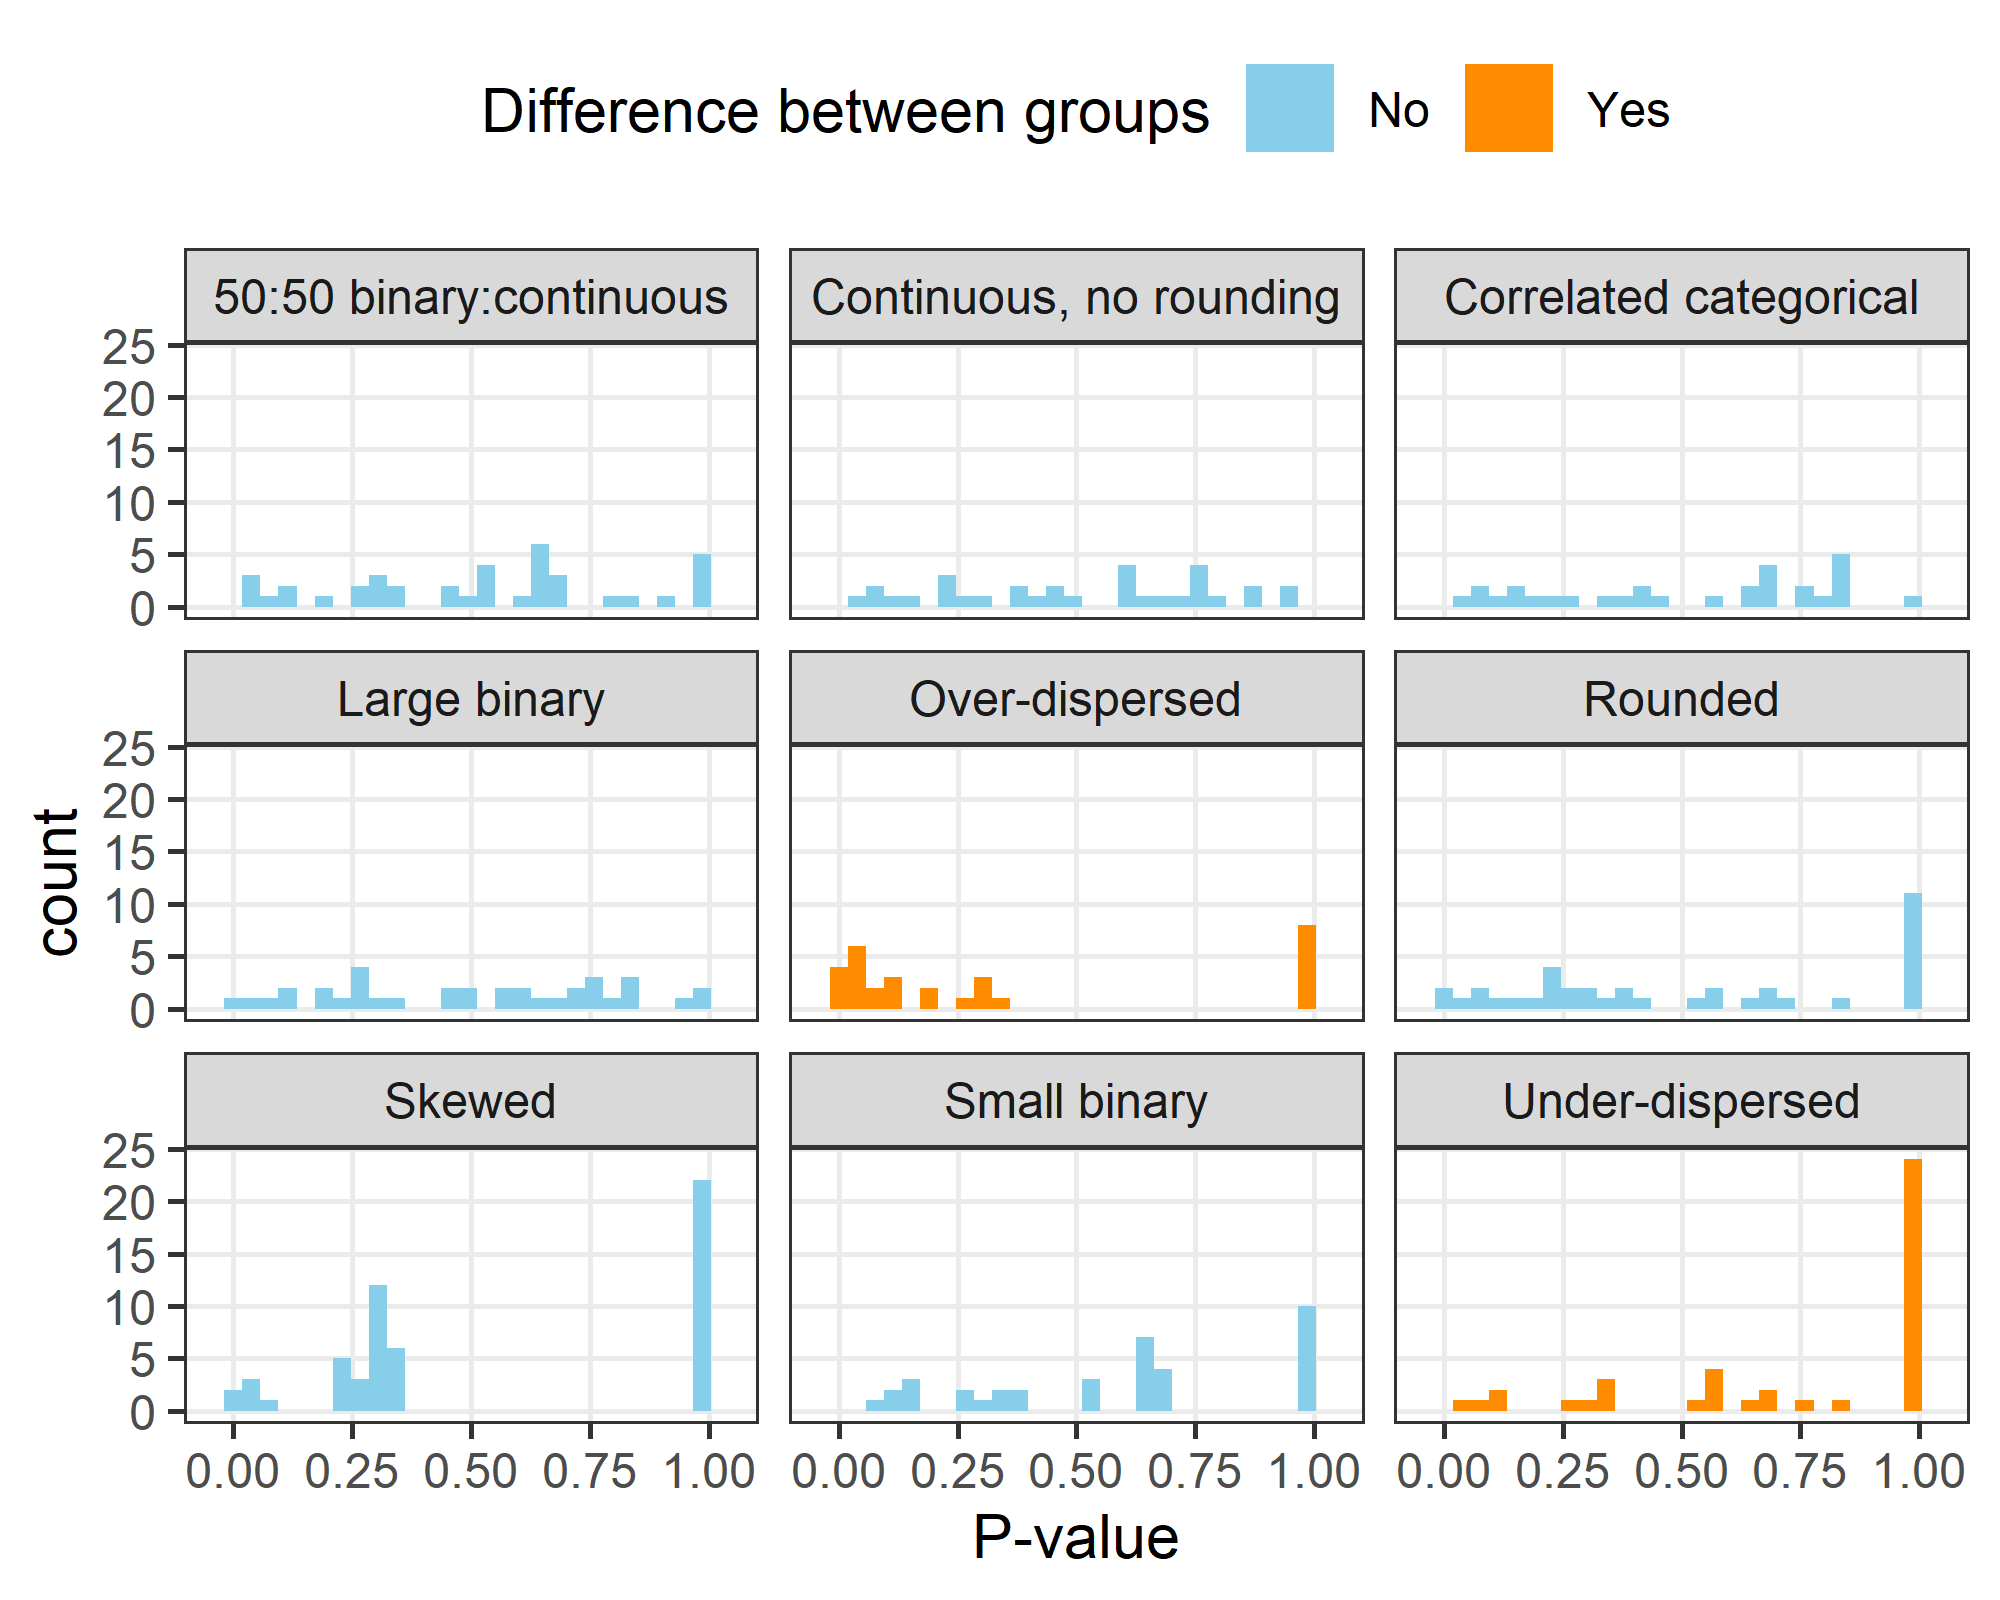 Difference between groups No Yes
50:50 binary:continuous Continuous, no rounding Correlated categorical
25
20
15
10
5
0
Large binary Over-dispersed Rounded
25
20
15
10
5
0
count
Skewed Small binary Under-dispersed
25
20
15
10
5
0
0.00 0.25 0.50 0.75 1.00 0.00 0.25 0.50 0.75 1.00 0.00 0.25 0.50 0.75 1.00
P-value